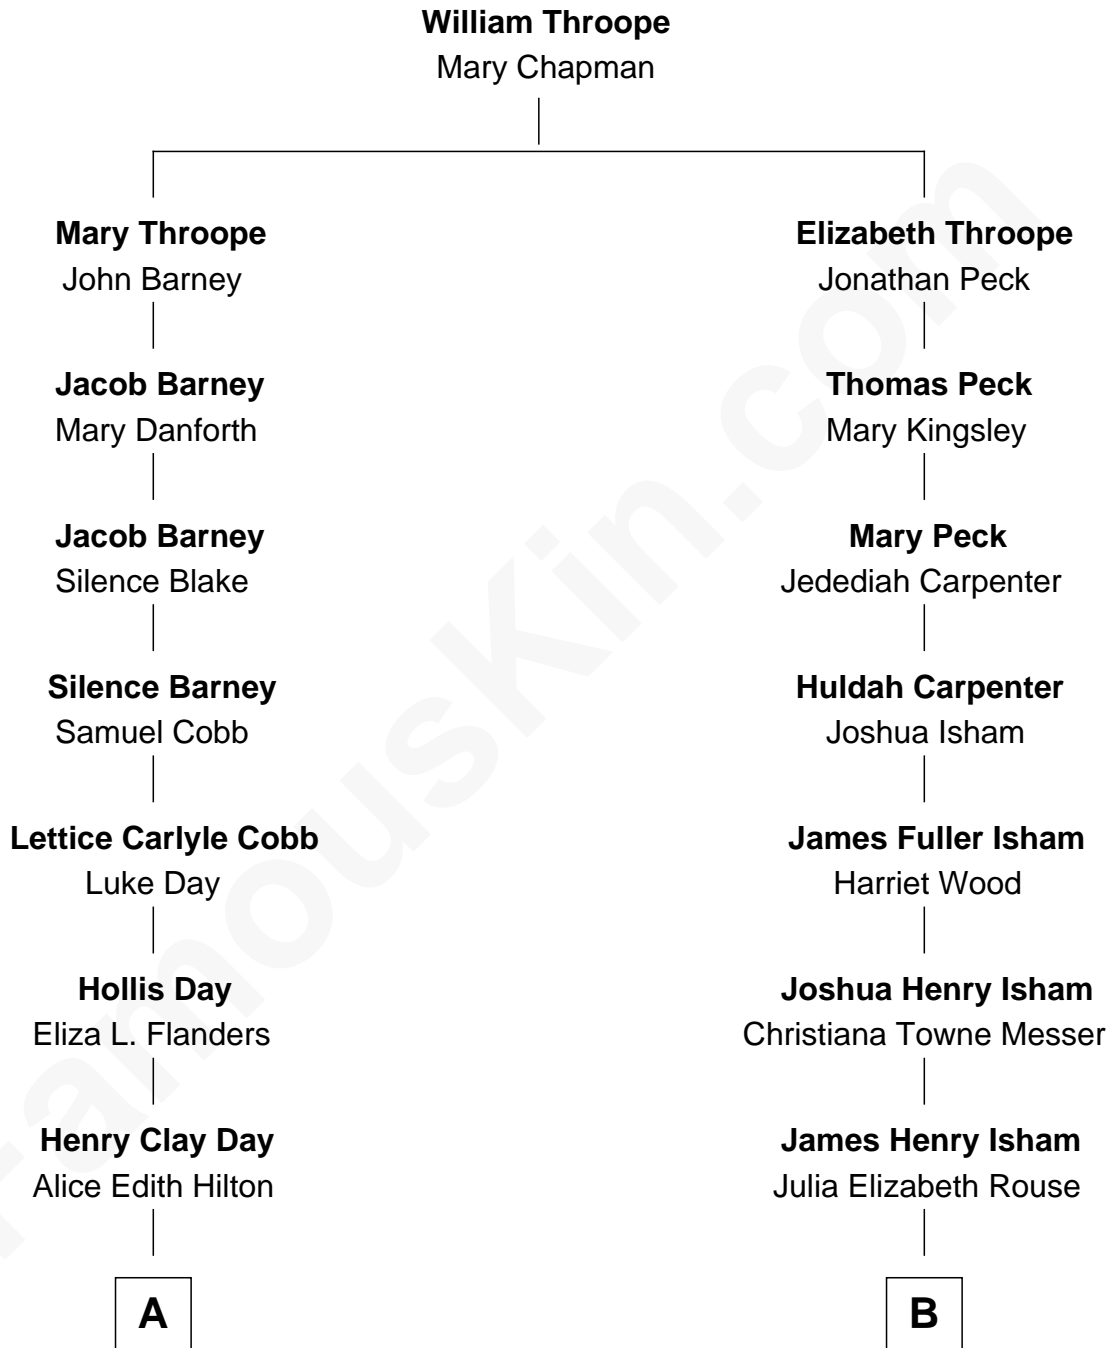 William Throope
Mary Chapman
Mary Throope
John Barney
Elizabeth Throope
Jonathan Peck
Jacob Barney
Mary Danforth
Thomas Peck
Mary Kingsley
Jacob Barney
Silence Blake
Mary Peck
Jedediah Carpenter
Silence Barney
Samuel Cobb
Huldah Carpenter
Joshua Isham
Lettice Carlyle Cobb
Luke Day
James Fuller Isham
Harriet Wood
Hollis Day
Eliza L. Flanders
Joshua Henry Isham
Christiana Towne Messer
Henry Clay Day
Alice Edith Hilton
James Henry Isham
Julia Elizabeth Rouse
A
B
FamousKin.com